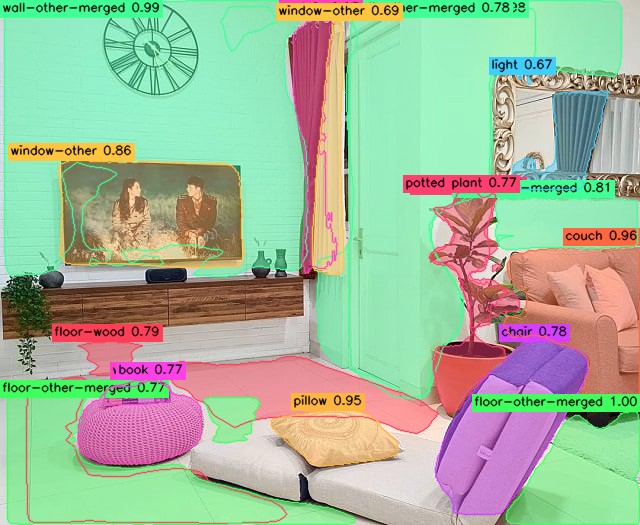 wall-other-merged 0.99
window-other 0.69
er-merged 0.78
light 0.67
window-other 0.86
potted plant 0.77
-merged 0.81
couch 0.96
floor-wood 0.79
chair 0.78
book 0.77
floor-other-merged 0.77
pillow 0.95
floor-other-merged 1.00